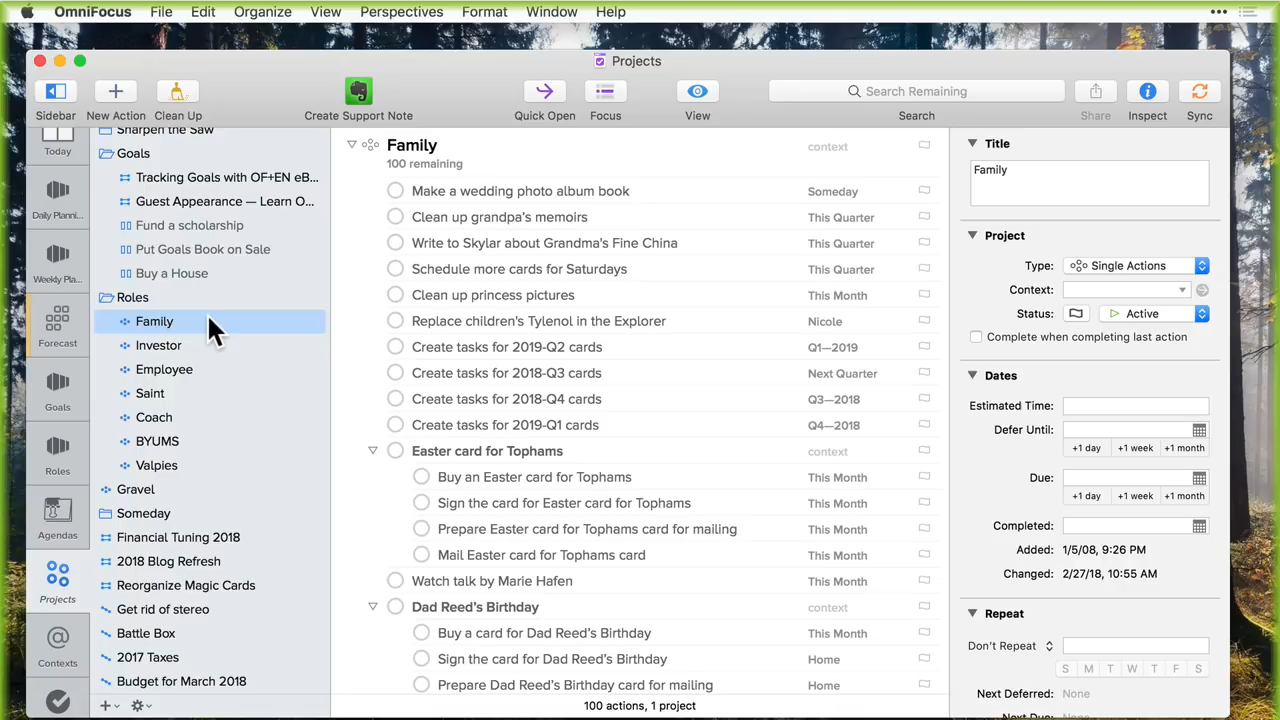 OmniFocus File Edit Organize View Perspectives Format Window Help
Projects
Sidebar New Action Clean Up Create Support Note Quick Open Focus View Search Remaining Search Share Inspect Sync
Today
Daily Planni...
Weekly Pla...
Forecast
Goals
Roles
Agendas
Projects
Contexts
Sharpen the Saw
Goals
Tracking Goals with OF+EN eB...
Guest Appearance — Learn O...
Fund a scholarship
Put Goals Book on Sale
Buy a House
Roles
Family
Investor
Employee
Saint
Coach
BYUMS
Valpies
Gravel
Someday
Financial Tuning 2018
2018 Blog Refresh
Reorganize Magic Cards
Get rid of stereo
Battle Box
2017 Taxes
Budget for March 2018
Family context
100 remaining
Make a wedding photo album book Someday
Clean up grandpa's memoirs This Quarter
Write to Skylar about Grandma's Fine China This Quarter
Schedule more cards for Saturdays This Quarter
Clean up princess pictures This Month
Replace children's Tylenol in the Explorer Nicole
Create tasks for 2019-Q2 cards Q1—2019
Create tasks for 2018-Q3 cards Next Quarter
Create tasks for 2018-Q4 cards Q3—2018
Create tasks for 2019-Q1 cards Q4—2018
Easter card for Tophams context
Buy an Easter card for Tophams This Month
Sign the card for Easter card for Tophams This Month
Prepare Easter card for Tophams card for mailing This Month
Mail Easter card for Tophams card This Month
Watch talk by Marie Hafen This Month
Dad Reed's Birthday context
Buy a card for Dad Reed's Birthday This Month
Sign the card for Dad Reed's Birthday Home
Prepare Dad Reed's Birthday card for mailing Home
100 actions, 1 project
Title
Family
Project
Type: Single Actions
Context:
Status: Active
Complete when completing last action
Dates
Estimated Time:
Defer Until:
+1 day +1 week +1 month
Due:
+1 day +1 week +1 month
Completed:
Added: 1/5/08, 9:26 PM
Changed: 2/27/18, 10:55 AM
Repeat
Don't Repeat
S M T W T F S
Next Deferred: None
Next Due: None